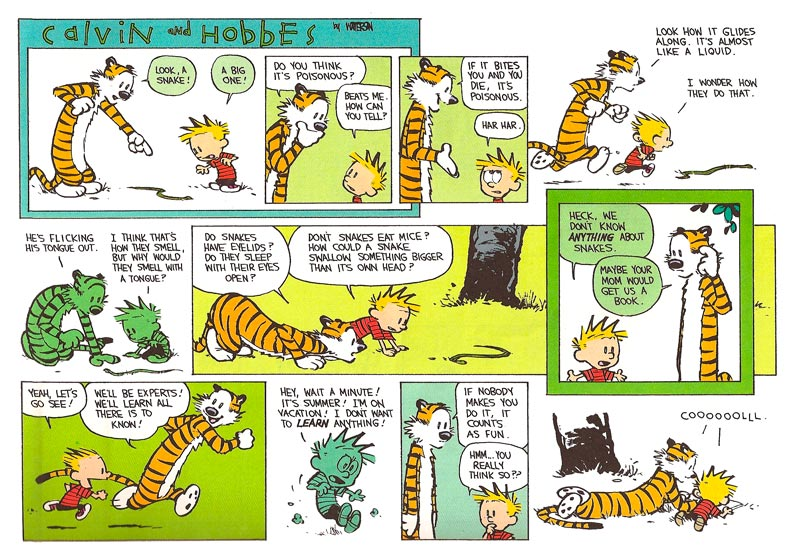 Calvin and Hobbes
by WATTERSON
LOOK, A
SNAKE!
A BIG
ONE!
DO YOU THINK
IT'S POISONOUS?
BEATS ME.
HOW CAN
YOU TELL?
IF IT BITES
YOU AND YOU
DIE, IT'S
POISONOUS.
HAR HAR.
LOOK HOW IT GLIDES
ALONG. IT'S ALMOST
LIKE A LIQUID.
I WONDER HOW
THEY DO THAT.
HE'S FLICKING
HIS TONGUE OUT.
I THINK THAT'S
HOW THEY SMELL,
BUT WHY WOULD
THEY SMELL WITH
A TONGUE?
DO SNAKES
HAVE EYELIDS?
DO THEY SLEEP
WITH THEIR EYES
OPEN?
DON'T SNAKES EAT MICE?
HOW COULD A SNAKE
SWALLOW SOMETHING BIGGER
THAN ITS OWN HEAD?
HECK, WE
DON'T KNOW
ANYTHING ABOUT
SNAKES.
MAYBE YOUR
MOM WOULD
GET US A
BOOK.
YEAH, LET'S
GO SEE!
WE'LL BE EXPERTS!
WE'LL LEARN ALL
THERE IS TO
KNOW!
HEY, WAIT A MINUTE!
IT'S SUMMER! I'M ON
VACATION! I DON'T WANT
TO LEARN ANYTHING!
IF NOBODY
MAKES YOU
DO IT, IT
COUNTS
AS FUN.
HMM...YOU
REALLY
THINK SO??
COOOOOOLLL.